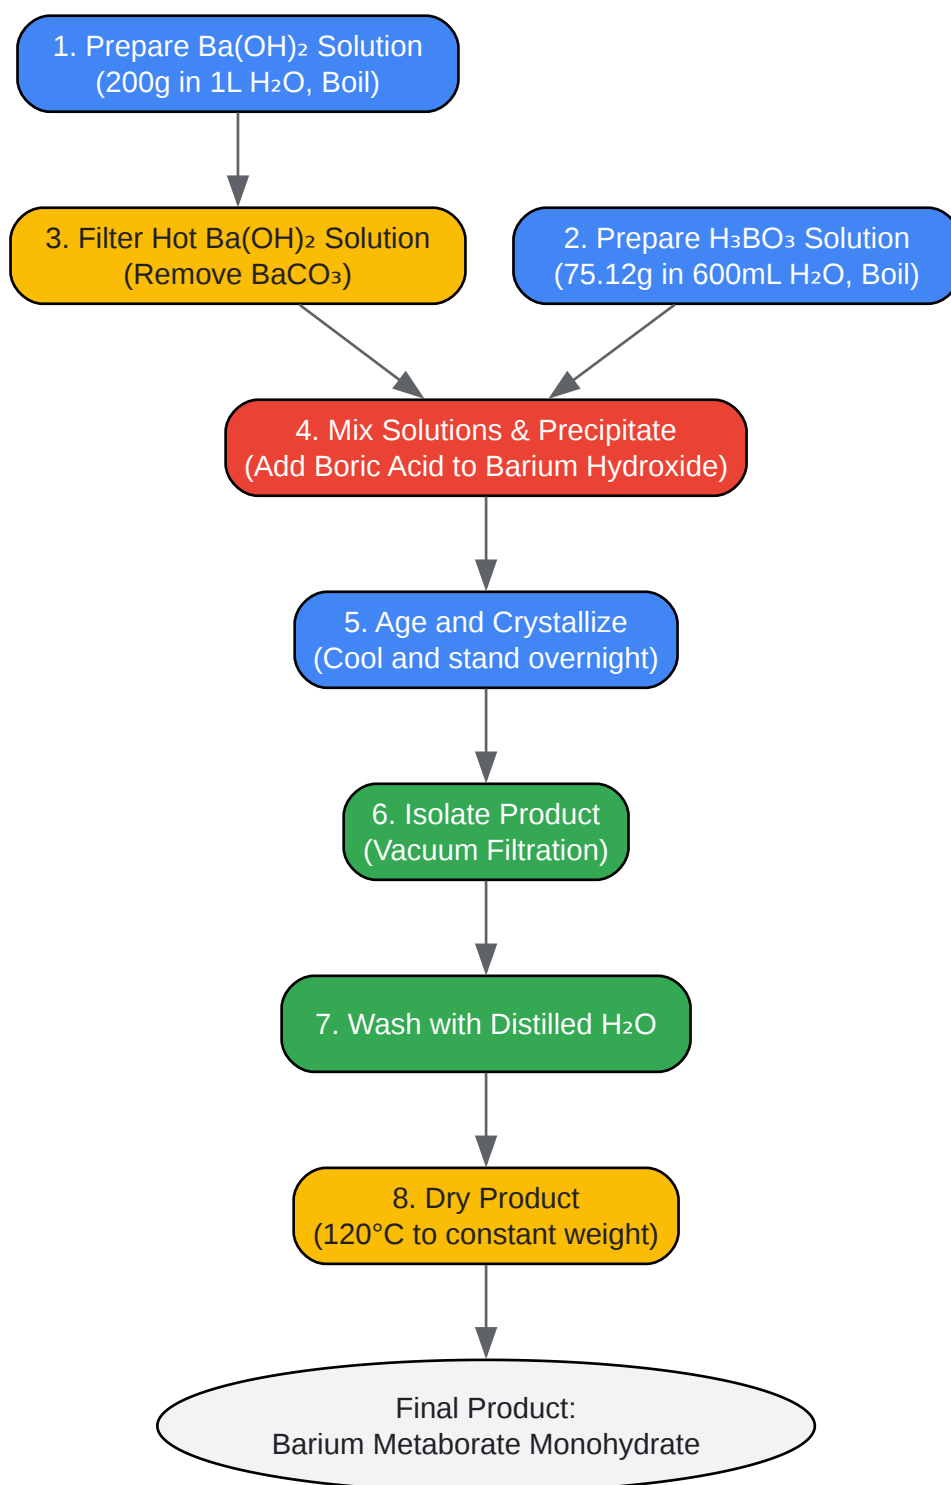 1. Prepare Ba(OH)₂ Solution
(200g in 1L H₂O, Boil)
3. Filter Hot Ba(OH)₂ Solution
(Remove BaCO₃)
2. Prepare H₃BO₃ Solution
(75.12g in 600mL H₂O, Boil)
4. Mix Solutions & Precipitate
(Add Boric Acid to Barium Hydroxide)
5. Age and Crystallize
(Cool and stand overnight)
6. Isolate Product
(Vacuum Filtration)
7. Wash with Distilled H₂O
8. Dry Product
(120°C to constant weight)
Final Product:
Barium Metaborate Monohydrate